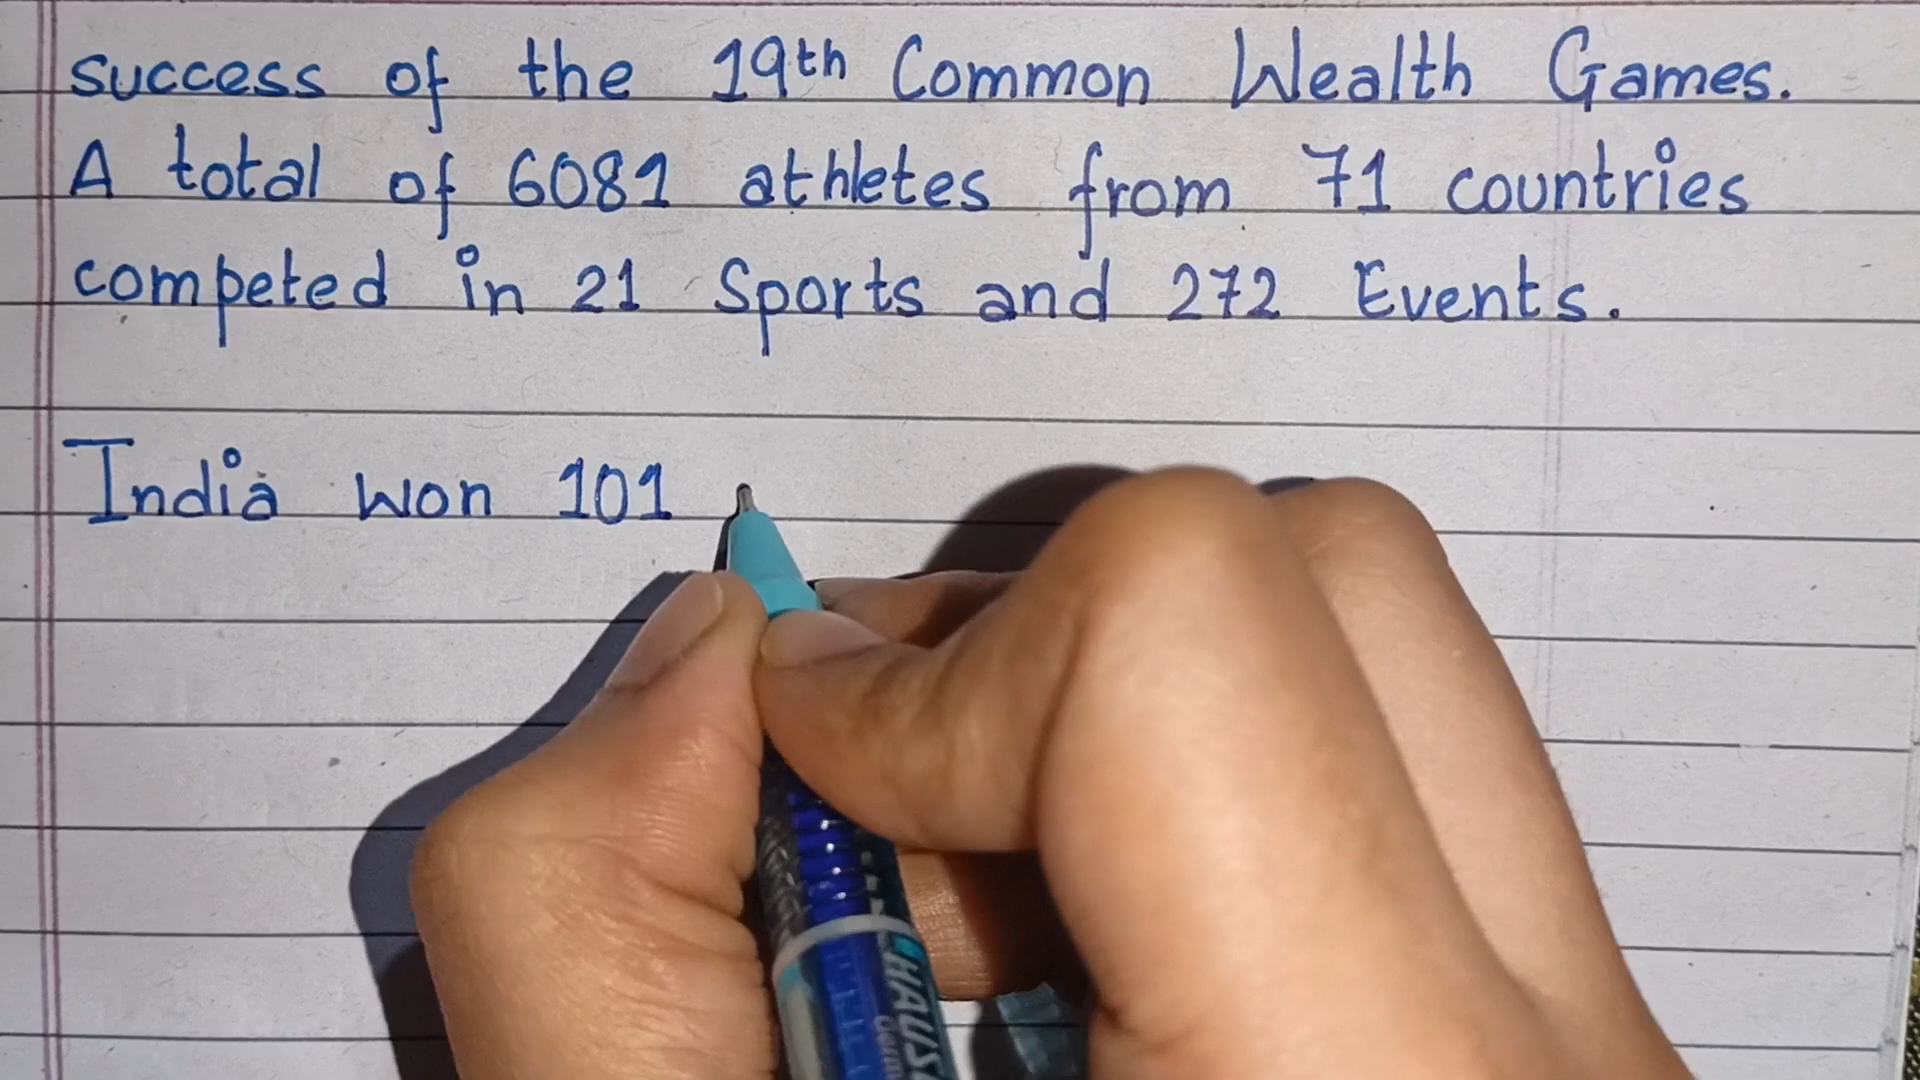 success of the 19th Common Wealth Games.
A total of 6081 athletes from 71 countries
competed in 21 Sports and 272 Events.
India won 101